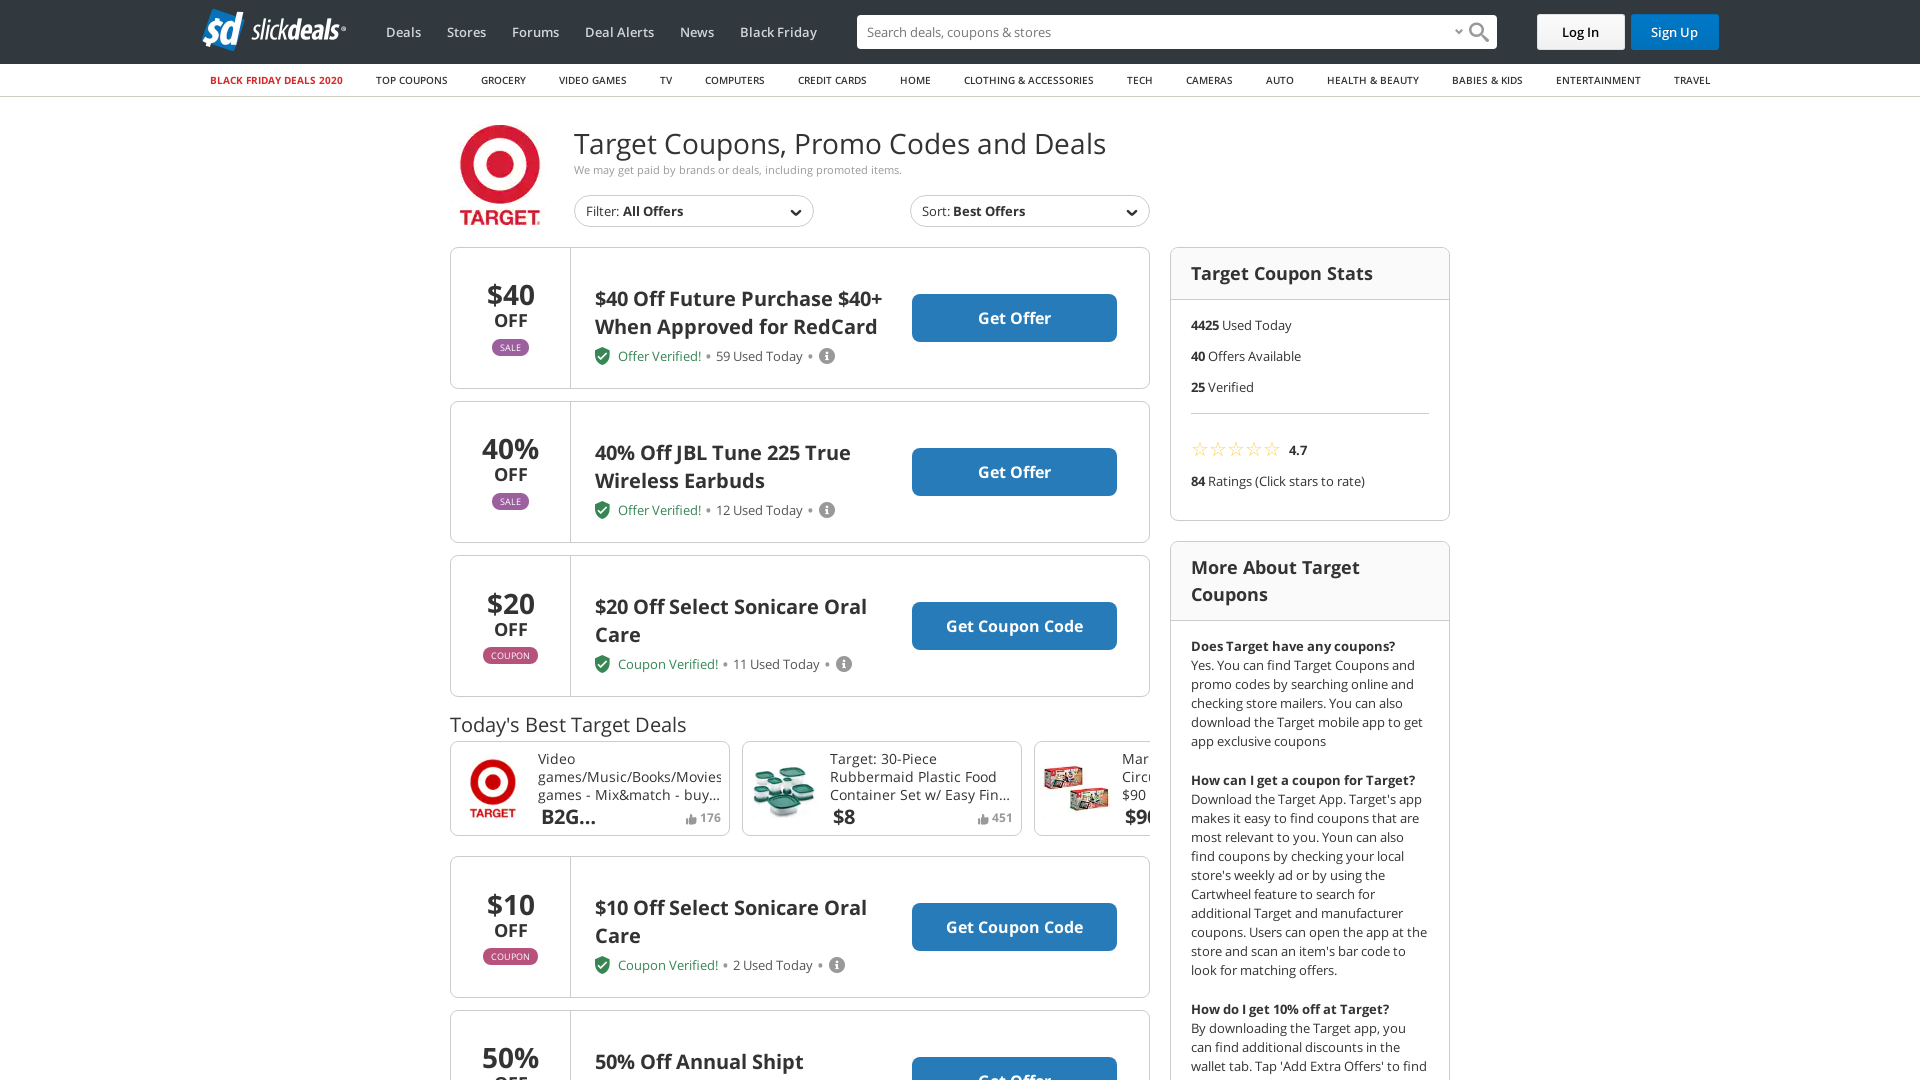 sd slickdeals
Deals
Stores
Forums
Deal Alerts
News
Black Friday
Search deals, coupons & stores
Log In
Sign Up
BLACK FRIDAY DEALS 2020
TOP COUPONS
GROCERY
VIDEO GAMES
TV
COMPUTERS
CREDIT CARDS
HOME
CLOTHING & ACCESSORIES
TECH
CAMERAS
AUTO
HEALTH & BEAUTY
BABIES & KIDS
ENTERTAINMENT
TRAVEL
TARGET
Target Coupons, Promo Codes and Deals
We may get paid by brands or deals, including promoted items.
Filter: All Offers
Sort: Best Offers
$40
OFF
SALE
$40 Off Future Purchase $40+
When Approved for RedCard
Offer Verified! • 59 Used Today •
Get Offer
40%
OFF
SALE
40% Off JBL Tune 225 True
Wireless Earbuds
Offer Verified! • 12 Used Today •
Get Offer
$20
OFF
COUPON
$20 Off Select Sonicare Oral
Care
Coupon Verified! • 11 Used Today •
Get Coupon Code
Today's Best Target Deals
TARGET
Video
games/Music/Books/Movies
games - Mix&match - buy...
B2G...
176
Target: 30-Piece
Rubbermaid Plastic Food
Container Set w/ Easy Fin...
$8
451
Mar
Circu
$90
$90
$10
OFF
COUPON
$10 Off Select Sonicare Oral
Care
Coupon Verified! • 2 Used Today •
Get Coupon Code
50%
OFF
50% Off Annual Shipt
Get Offer
Target Coupon Stats
4425 Used Today
40 Offers Available
25 Verified
4.7
84 Ratings (Click stars to rate)
More About Target
Coupons
Does Target have any coupons?
Yes. You can find Target Coupons and
promo codes by searching online and
checking store mailers. You can also
download the Target mobile app to get
app exclusive coupons
How can I get a coupon for Target?
Download the Target App. Target's app
makes it easy to find coupons that are
most relevant to you. Youn can also
find coupons by checking your local
store's weekly ad or by using the
Cartwheel feature to search for
additional Target and manufacturer
coupons. Users can open the app at the
store and scan an item's bar code to
look for matching offers.
How do I get 10% off at Target?
By downloading the Target app, you
can find additional discounts in the
wallet tab. Tap 'Add Extra Offers' to find